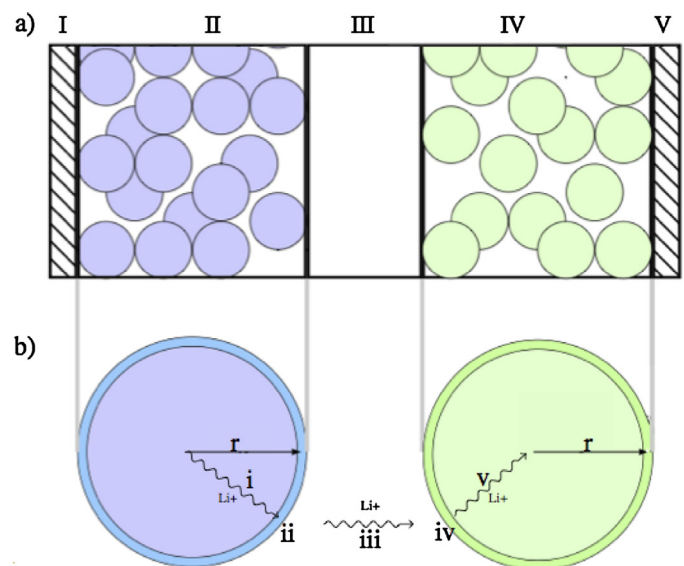 a) I II III IV V
b)
r r
i v
Li+ Li+ Li+
ii iii iv